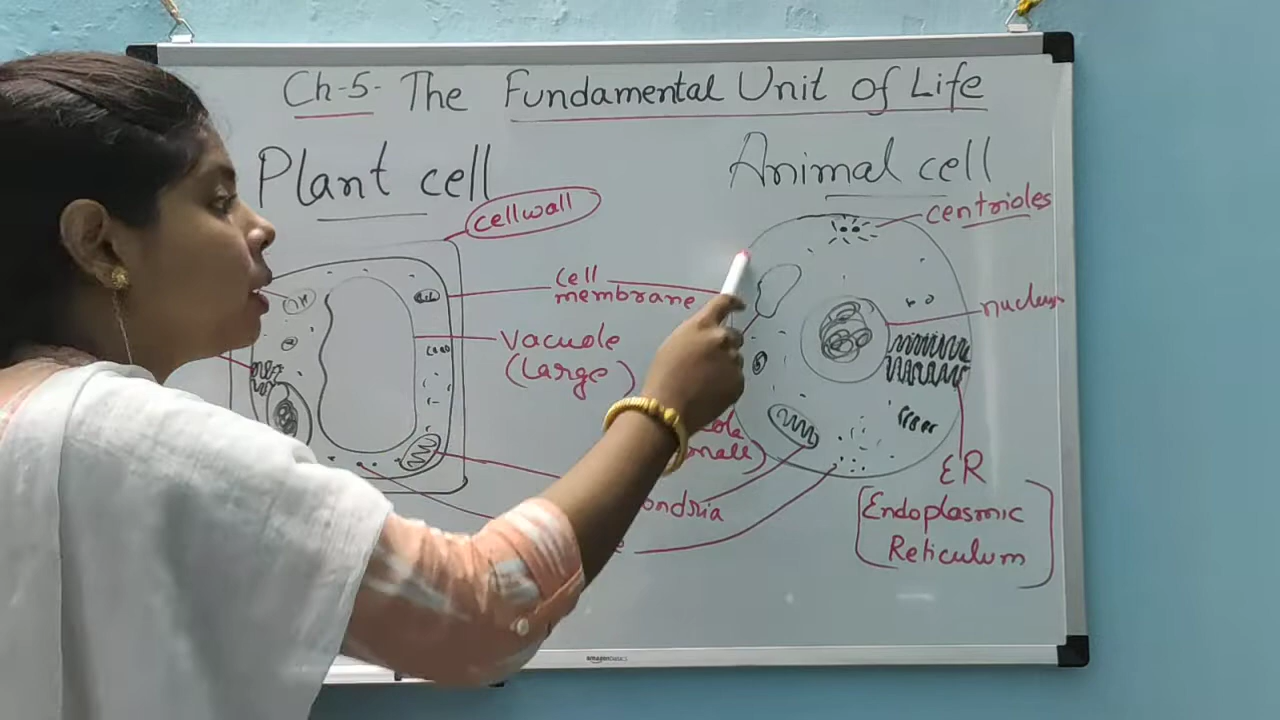 Ch-5- The Fundamental Unit Of Life
Plant cell
Animal cell
cellwall
centrioles
cell
membrane
nucleus
Vacuole
(Large)
ER
[Endoplasmic
Reticulum]
amazonbasics